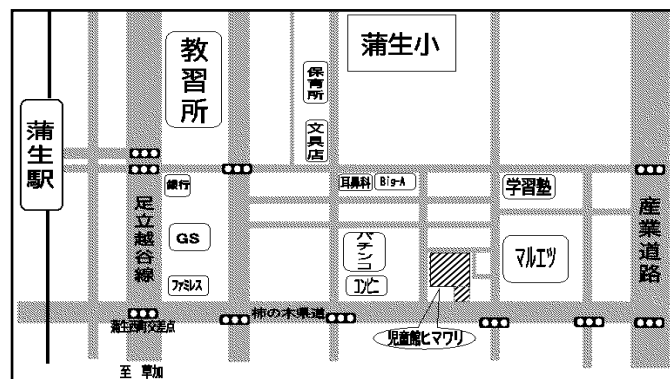 蒲生小
教習所
保育所
文具店
蒲生駅
銀行
耳鼻科
Big-A
学習塾
足立越谷線
産業道路
GS
パチンコ
マルエツ
ファミレス
コンビニ
蒲生西町交差点
柿の木県道
児童館ヒマワリ
至 草加